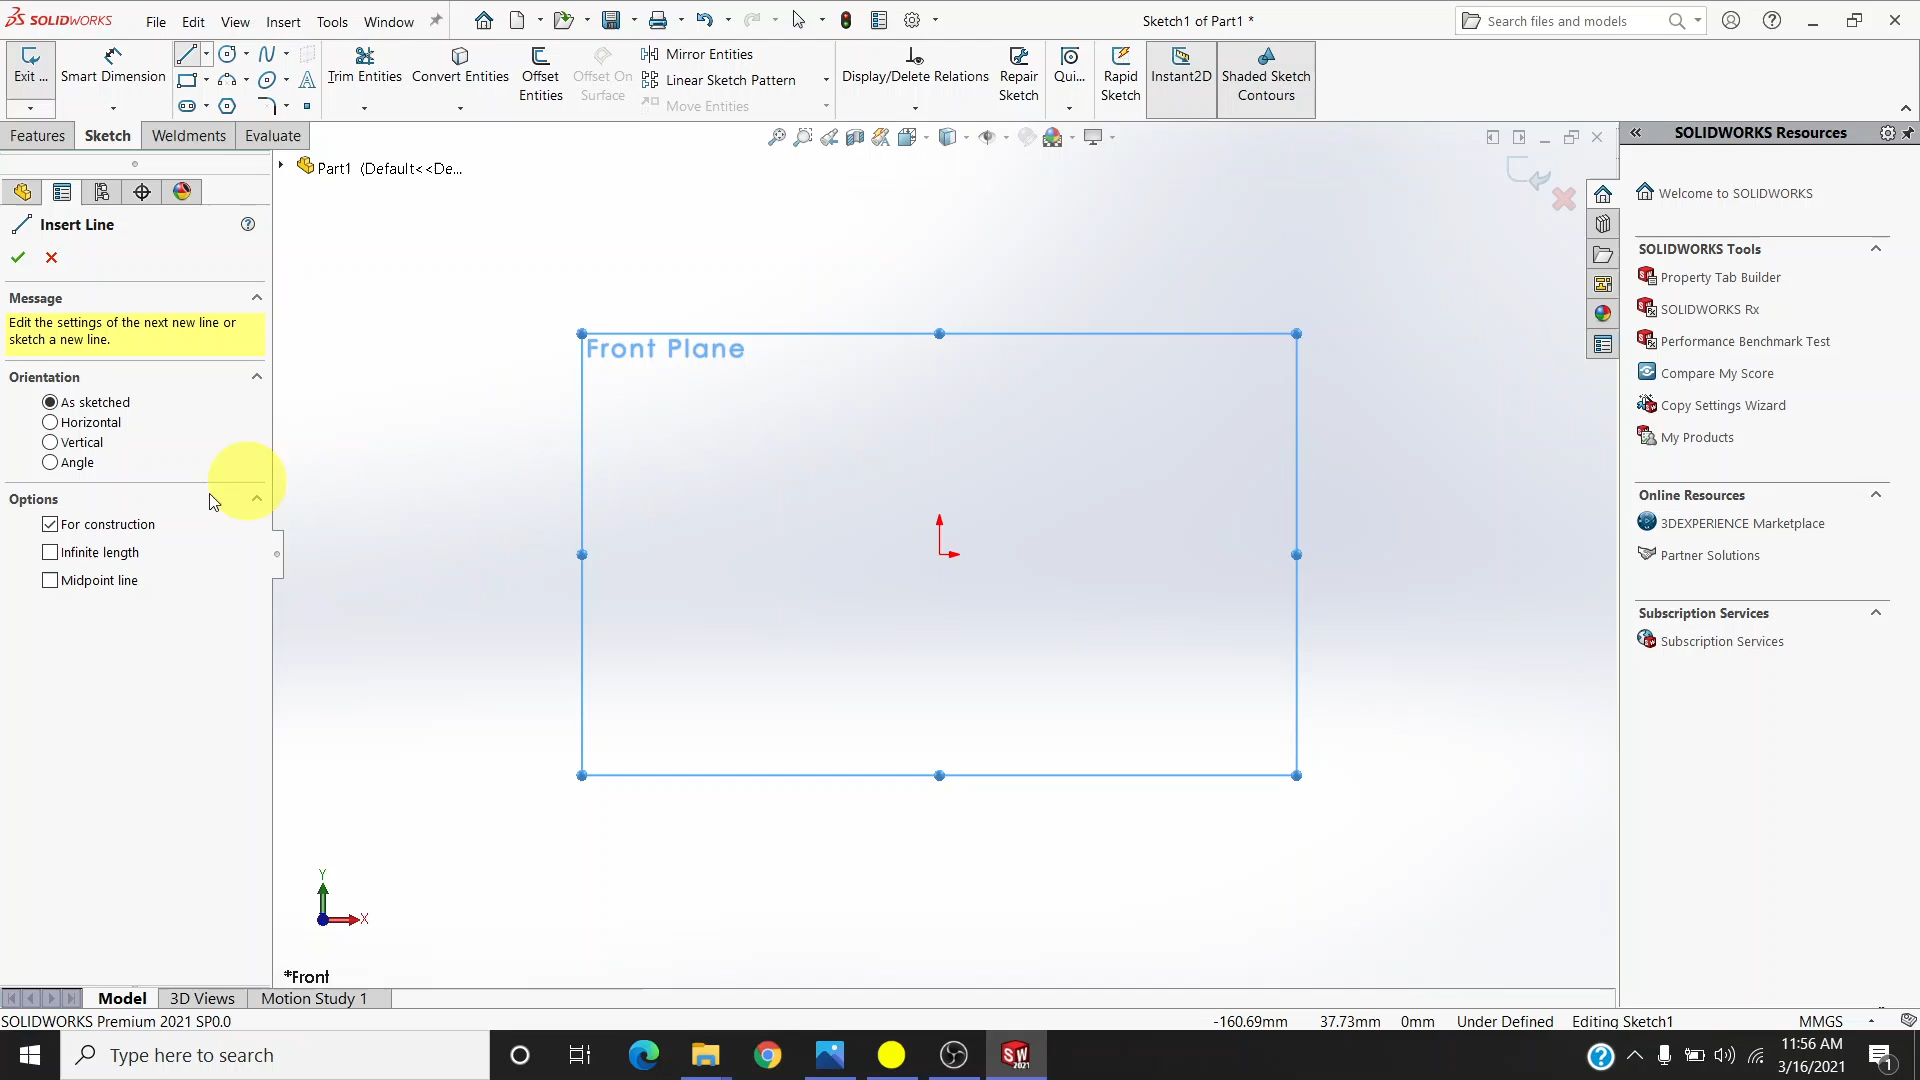 SOLIDWORKS File Edit View Insert Tools Window Sketch1 of Part1 * Search files and models
Exit ... Smart Dimension Trim Entities Convert Entities Offset Entities Offset On Surface Mirror Entities Linear Sketch Pattern Move Entities Display/Delete Relations Repair Sketch Qui... Rapid Sketch Instant2D Shaded Sketch Contours
Features Sketch Weldments Evaluate
SOLIDWORKS Resources
Part1 (Default<<De...
Insert Line
Message
Edit the settings of the next new line or
sketch a new line.
Orientation
As sketched
Horizontal
Vertical
Angle
Options
For construction
Infinite length
Midpoint line
Front Plane
Y
X
*Front
Welcome to SOLIDWORKS
SOLIDWORKS Tools
Property Tab Builder
SOLIDWORKS Rx
Performance Benchmark Test
Compare My Score
Copy Settings Wizard
My Products
Online Resources
3DEXPERIENCE Marketplace
Partner Solutions
Subscription Services
Subscription Services
Model 3D Views Motion Study 1
SOLIDWORKS Premium 2021 SP0.0 -160.69mm 37.73mm 0mm Under Defined Editing Sketch1 MMGS
Type here to search
SW
2021
11:56 AM
3/16/2021
1